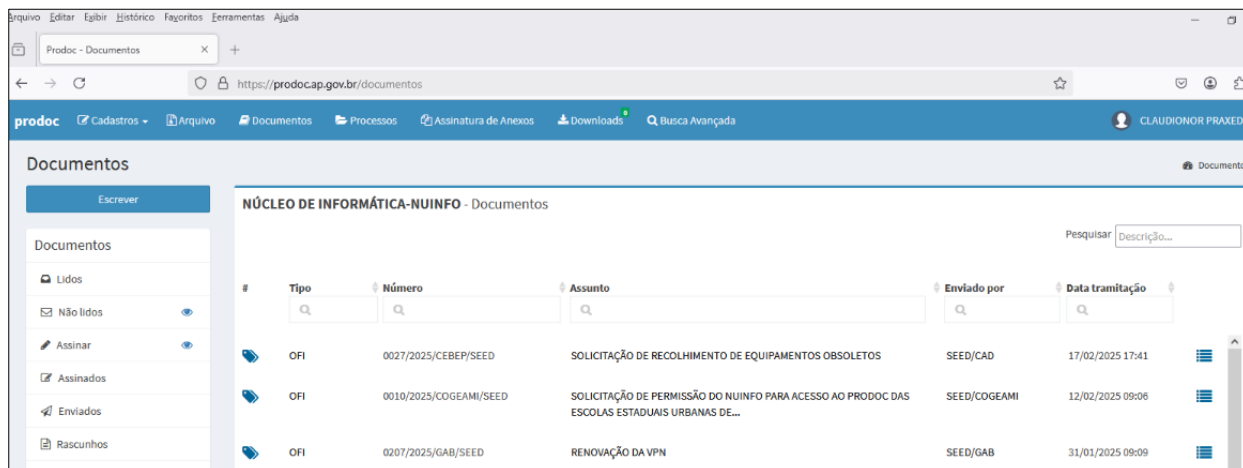 Arquivo Editar Exibir Histórico Favoritos Ferramentas Ajuda
Prodoc - Documentos
https://prodoc.ap.gov.br/documentos
prodoc Cadastros Arquivo Documentos Processos Assinatura de Anexos Downloads 0 Busca Avançada CLAUDIONOR PRAXED
Documentos Documento
Escrever
NÚCLEO DE INFORMÁTICA-NUINFO - Documentos
Pesquisar Descrição...
Documentos
Lidos
Não lidos
Assinar
Assinados
Enviados
Rascunhos
# Tipo Número Assunto Enviado por Data tramitação
OFI 0027/2025/CEBEP/SEED SOLICITAÇÃO DE RECOLHIMENTO DE EQUIPAMENTOS OBSOLETOS SEED/CAD 17/02/2025 17:41
OFI 0010/2025/COGEAMI/SEED SOLICITAÇÃO DE PERMISSÃO DO NUINFO PARA ACESSO AO PRODOC DAS SEED/COGEAMI 12/02/2025 09:06
ESCOLAS ESTADUAIS URBANAS DE...
OFI 0207/2025/GAB/SEED RENOVAÇÃO DA VPN SEED/GAB 31/01/2025 09:09